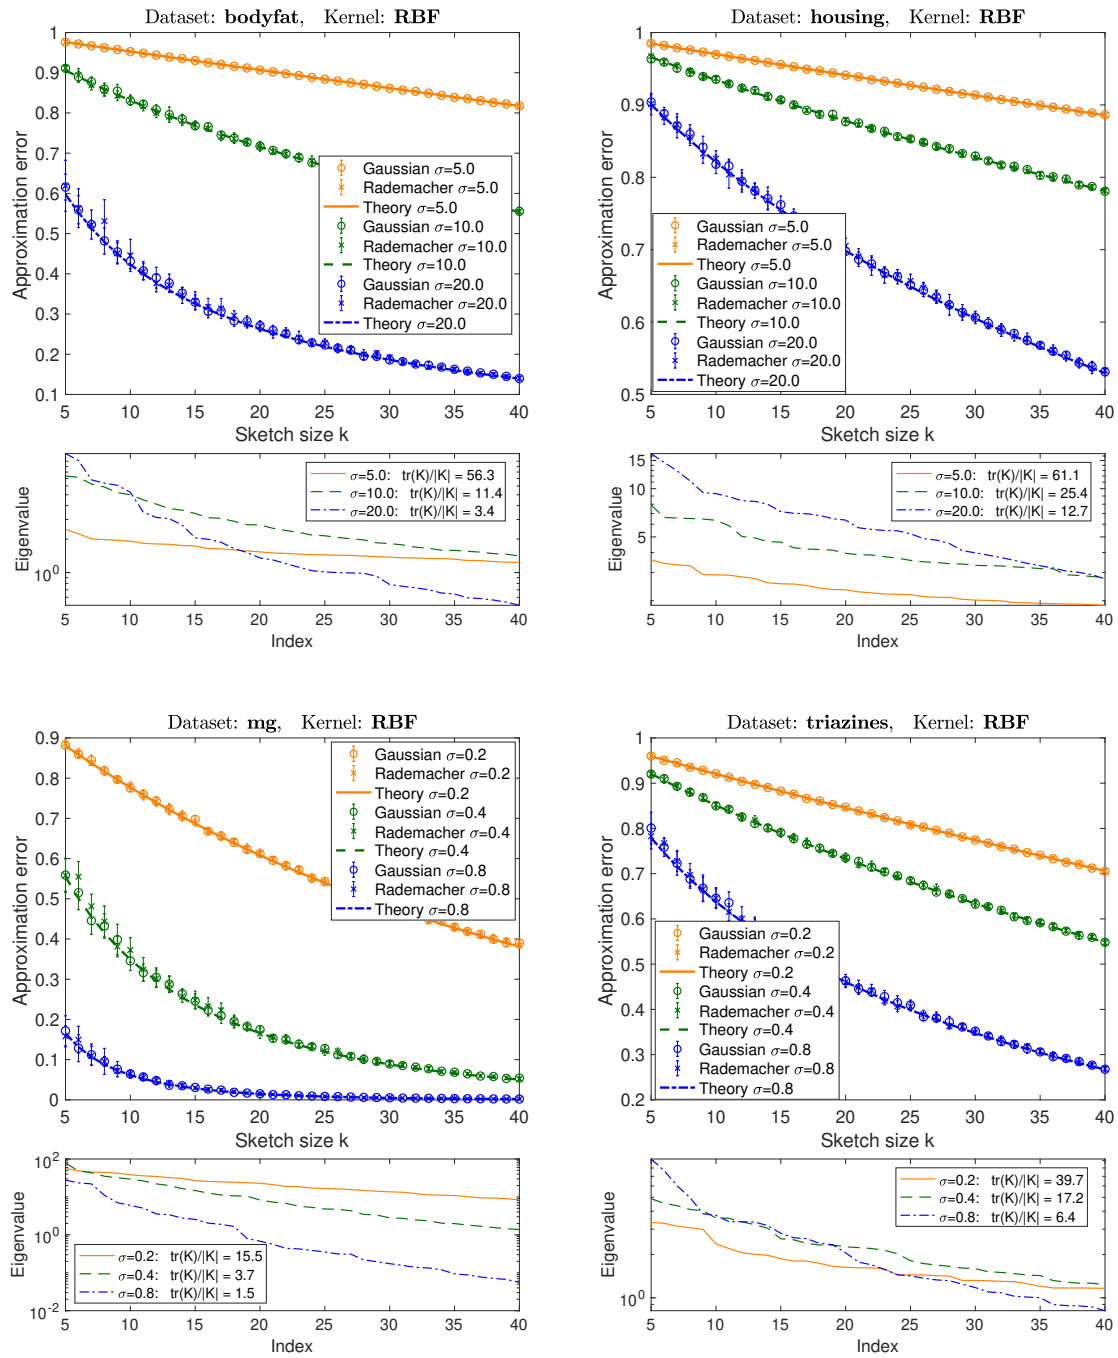 Dataset: bodyfat, Kernel: RBF
1
0.9
0.8
0.7
0.6
0.5
0.4
0.3
0.2
0.1
Approximation error
Gaussian σ=5.0
Rademacher σ=5.0
Theory σ=5.0
Gaussian σ=10.0
Rademacher σ=10.0
Theory σ=10.0
Gaussian σ=20.0
Rademacher σ=20.0
Theory σ=20.0
5 10 15 20 25 30 35 40
Sketch size k
Eigenvalue
10^0
σ=5.0: tr(K)/|K| = 56.3
σ=10.0: tr(K)/|K| = 11.4
σ=20.0: tr(K)/|K| = 3.4
5 10 15 20 25 30 35 40
Index
Dataset: housing, Kernel: RBF
1
0.9
0.8
0.7
0.6
0.5
Approximation error
Gaussian σ=5.0
Rademacher σ=5.0
Theory σ=5.0
Gaussian σ=10.0
Rademacher σ=10.0
Theory σ=10.0
Gaussian σ=20.0
Rademacher σ=20.0
Theory σ=20.0
5 10 15 20 25 30 35 40
Sketch size k
Eigenvalue
15
10
5
σ=5.0: tr(K)/|K| = 61.1
σ=10.0: tr(K)/|K| = 25.4
σ=20.0: tr(K)/|K| = 12.7
5 10 15 20 25 30 35 40
Index
Dataset: mg, Kernel: RBF
0.9
0.8
0.7
0.6
0.5
0.4
0.3
0.2
0.1
0
Approximation error
Gaussian σ=0.2
Rademacher σ=0.2
Theory σ=0.2
Gaussian σ=0.4
Rademacher σ=0.4
Theory σ=0.4
Gaussian σ=0.8
Rademacher σ=0.8
Theory σ=0.8
5 10 15 20 25 30 35 40
Sketch size k
Eigenvalue
10^2
10^0
10^-2
σ=0.2: tr(K)/|K| = 15.5
σ=0.4: tr(K)/|K| = 3.7
σ=0.8: tr(K)/|K| = 1.5
5 10 15 20 25 30 35 40
Index
Dataset: triazines, Kernel: RBF
1
0.9
0.8
0.7
0.6
0.5
0.4
0.3
0.2
Approximation error
Gaussian σ=0.2
Rademacher σ=0.2
Theory σ=0.2
Gaussian σ=0.4
Rademacher σ=0.4
Theory σ=0.4
Gaussian σ=0.8
Rademacher σ=0.8
Theory σ=0.8
5 10 15 20 25 30 35 40
Sketch size k
Eigenvalue
10^0
σ=0.2: tr(K)/|K| = 39.7
σ=0.4: tr(K)/|K| = 17.2
σ=0.8: tr(K)/|K| = 6.4
5 10 15 20 25 30 35 40
Index